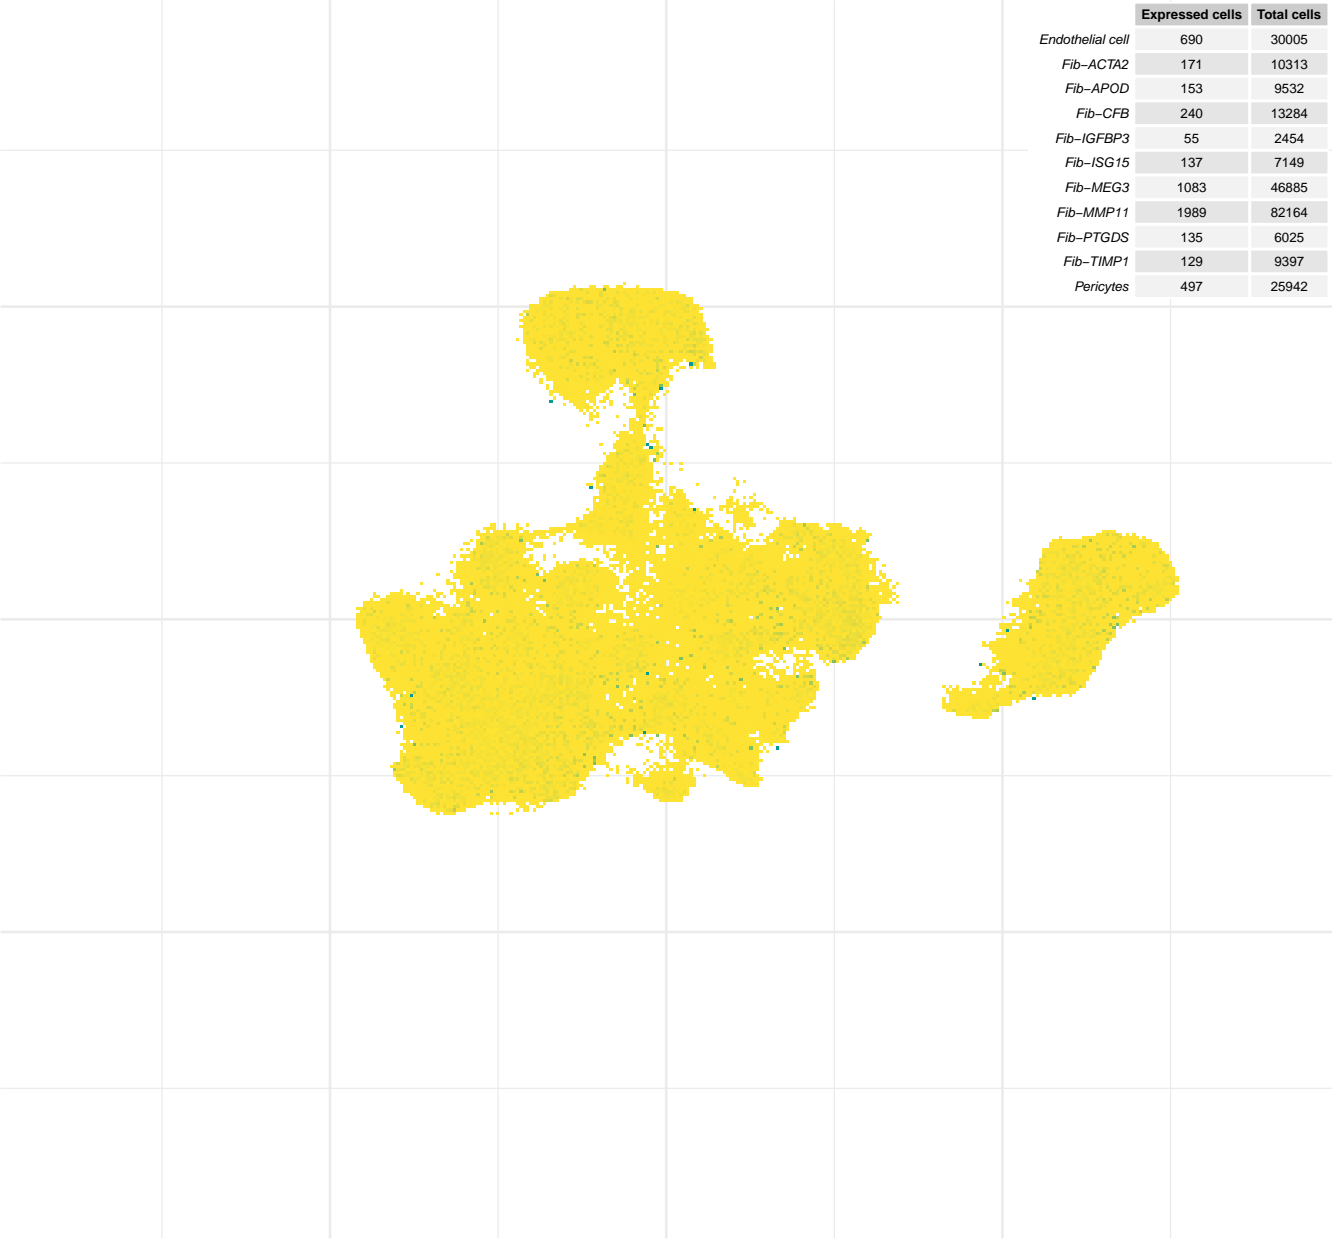 Expressed cells Total cells
Endothelial cell 690 30005
Fib−ACTA2 171 10313
Fib−APOD 153 9532
Fib−CFB 240 13284
Fib−IGFBP3 55 2454
Fib−ISG15 137 7149
Fib−MEG3 1083 46885
Fib−MMP11 1989 82164
Fib−PTGDS 135 6025
Fib−TIMP1 129 9397
Pericytes 497 25942